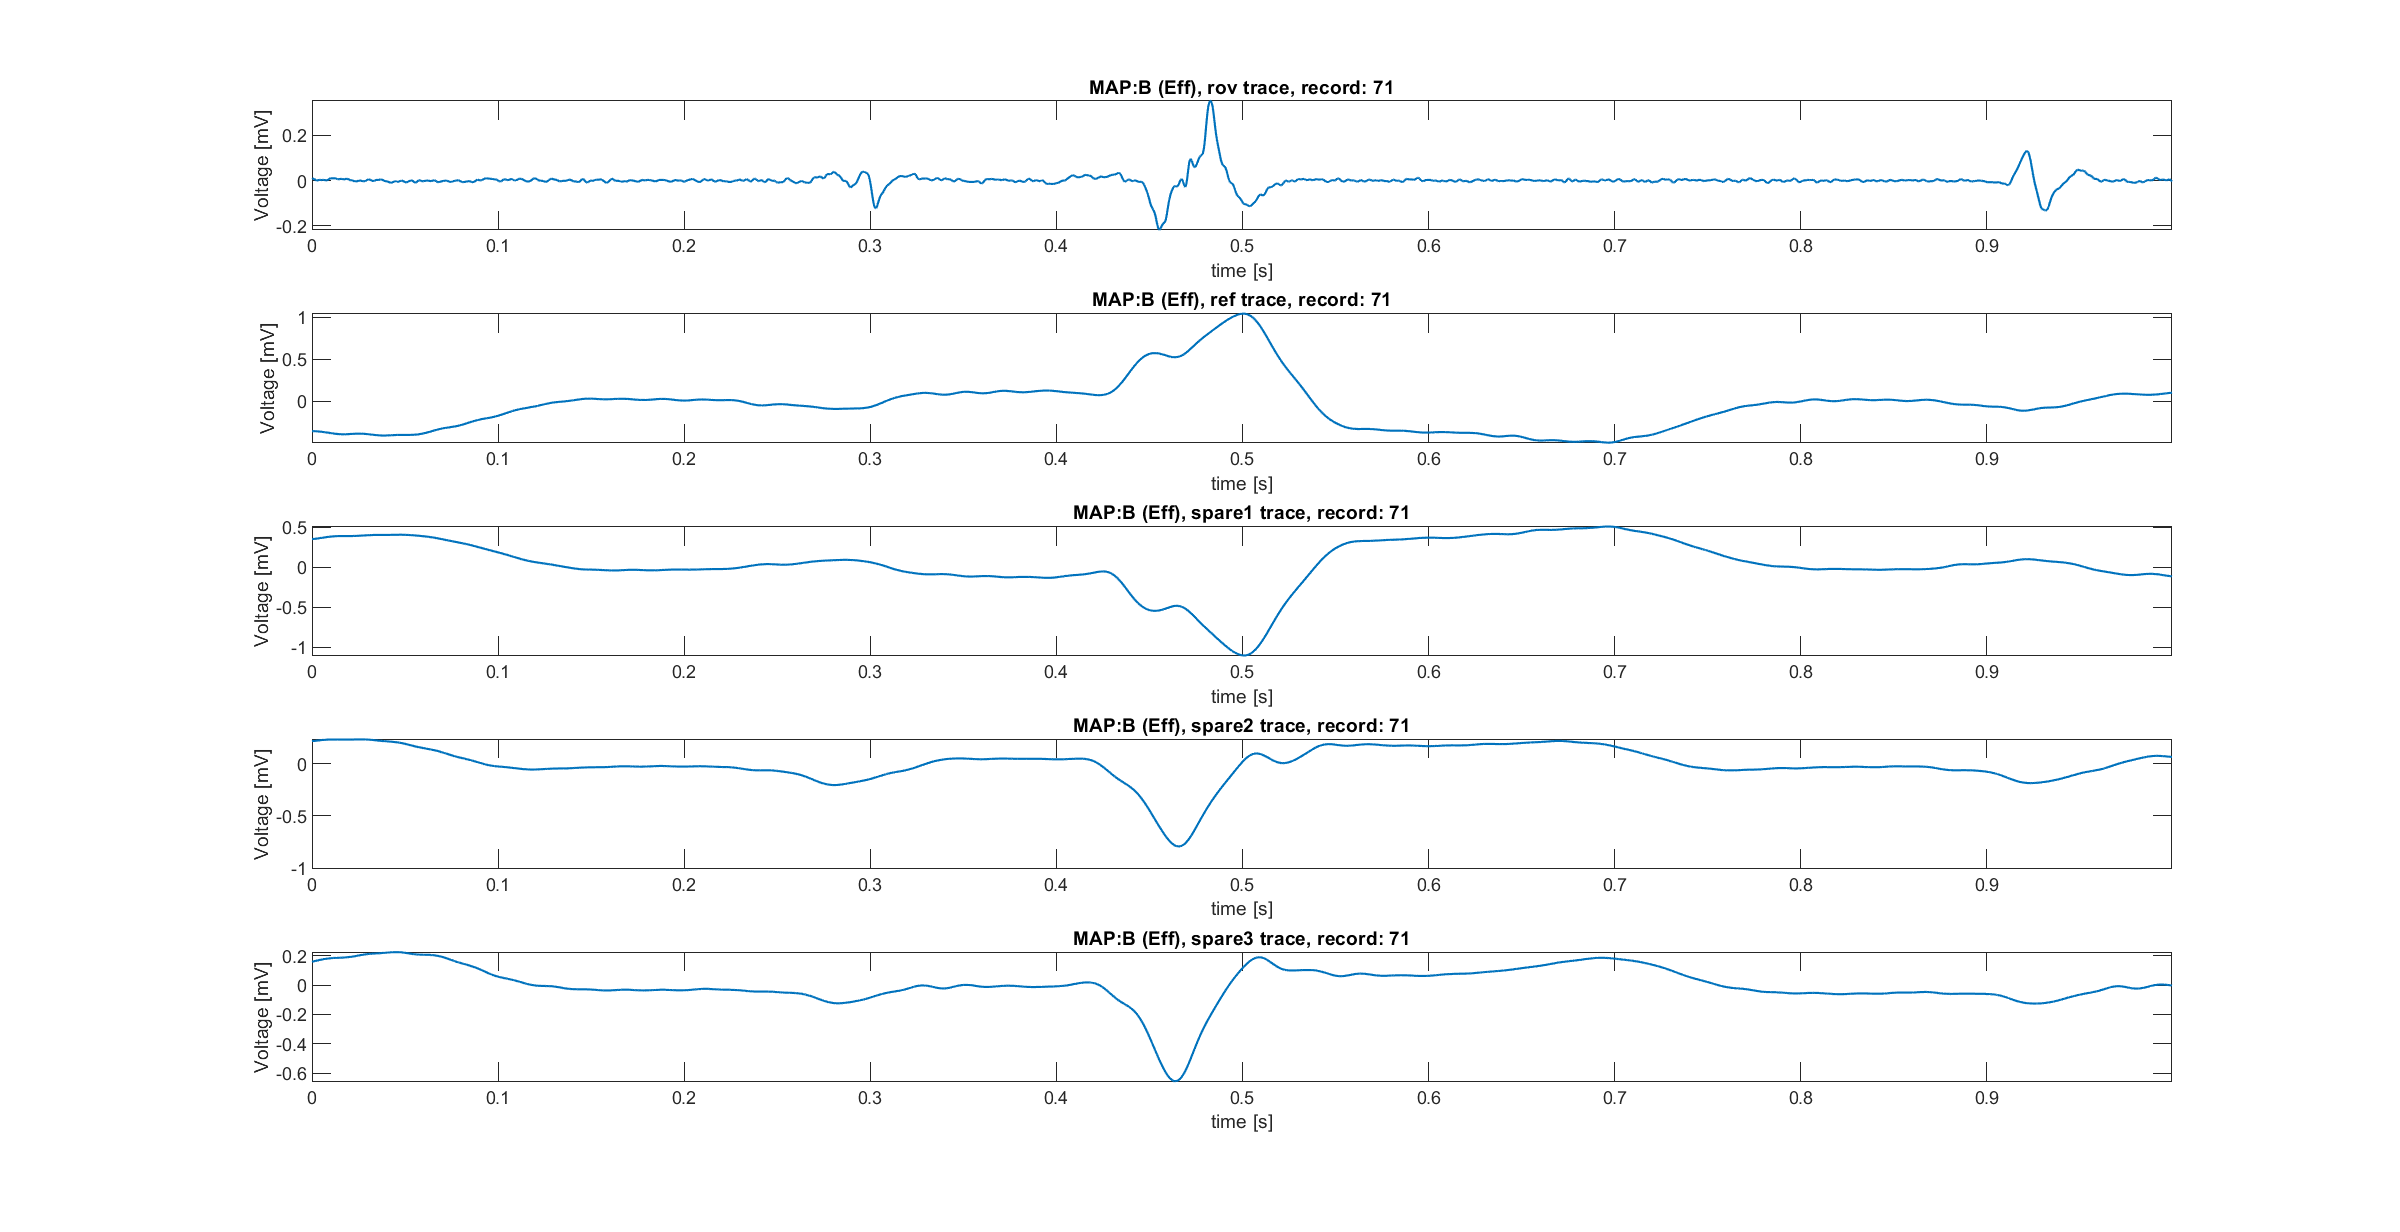 MAP:B (Eff), rov trace, record: 71
Voltage [mV]
0.2
0
-0.2
0 0.1 0.2 0.3 0.4 0.5 0.6 0.7 0.8 0.9
time [s]
MAP:B (Eff), ref trace, record: 71
Voltage [mV]
1
0.5
0
0 0.1 0.2 0.3 0.4 0.5 0.6 0.7 0.8 0.9
time [s]
MAP:B (Eff), spare1 trace, record: 71
Voltage [mV]
0.5
0
-0.5
-1
0 0.1 0.2 0.3 0.4 0.5 0.6 0.7 0.8 0.9
time [s]
MAP:B (Eff), spare2 trace, record: 71
Voltage [mV]
0
-0.5
-1
0 0.1 0.2 0.3 0.4 0.5 0.6 0.7 0.8 0.9
time [s]
MAP:B (Eff), spare3 trace, record: 71
Voltage [mV]
0.2
0
-0.2
-0.4
-0.6
0 0.1 0.2 0.3 0.4 0.5 0.6 0.7 0.8 0.9
time [s]